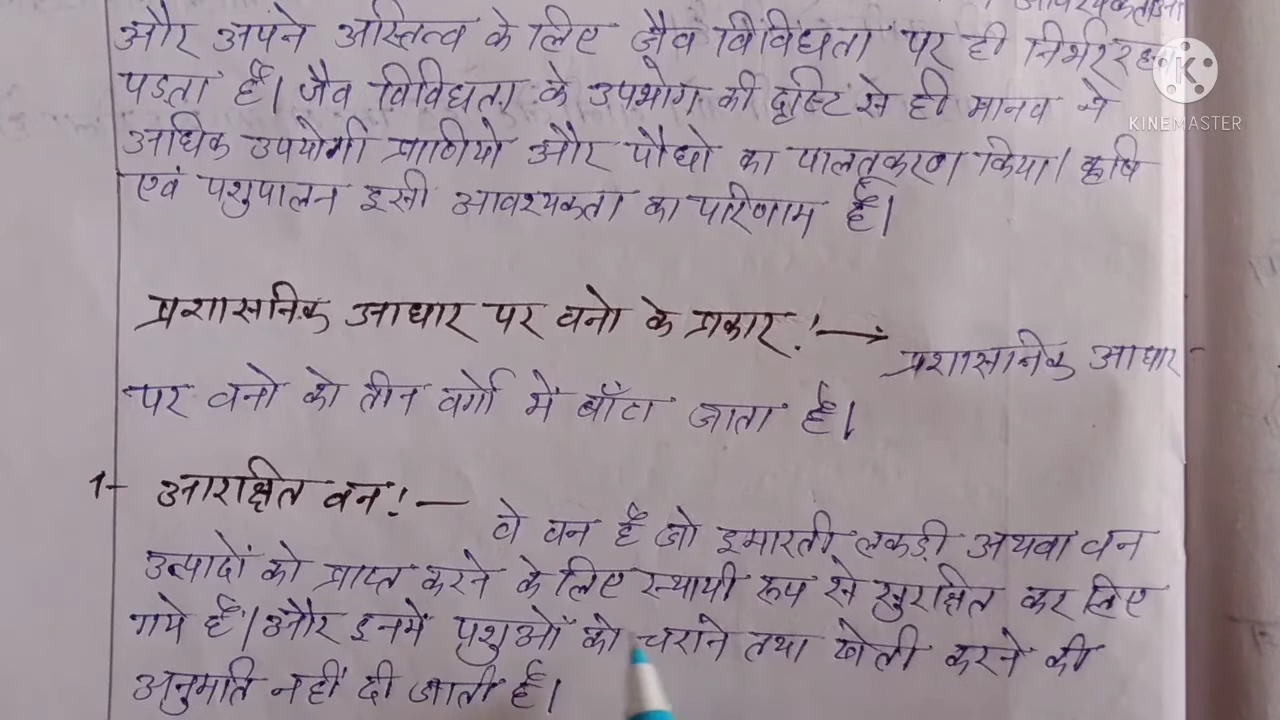 और अपने अस्तित्व के लिए जैव विविधता पर ही निर्भर
पड़ता है। जैव विविधता के उपभोग की दृष्टि से ही मानव ने
अधिक उपयोगी प्राणियो और पौधो का पालतूकरण किया। कृषि
एवं पशुपालन इसी आवश्यकता का परिणाम है।
प्रशासनिक आधार पर वनो के प्रकार!→
प्रशासनिक आधार
पर वनो को तीन वर्गो मे बाँटा जाता है।
1- आरक्षित वन!—
वे वन है जो इमारती लकड़ी अथवा वन
उत्पादों को प्राप्त करने के लिए स्थायी रूप से सुरक्षित कर लिए
गये है। और इनमें पशुओं को चराने तथा खेती करने की
अनुमति नहीं दी जाती है।
KINEMASTER